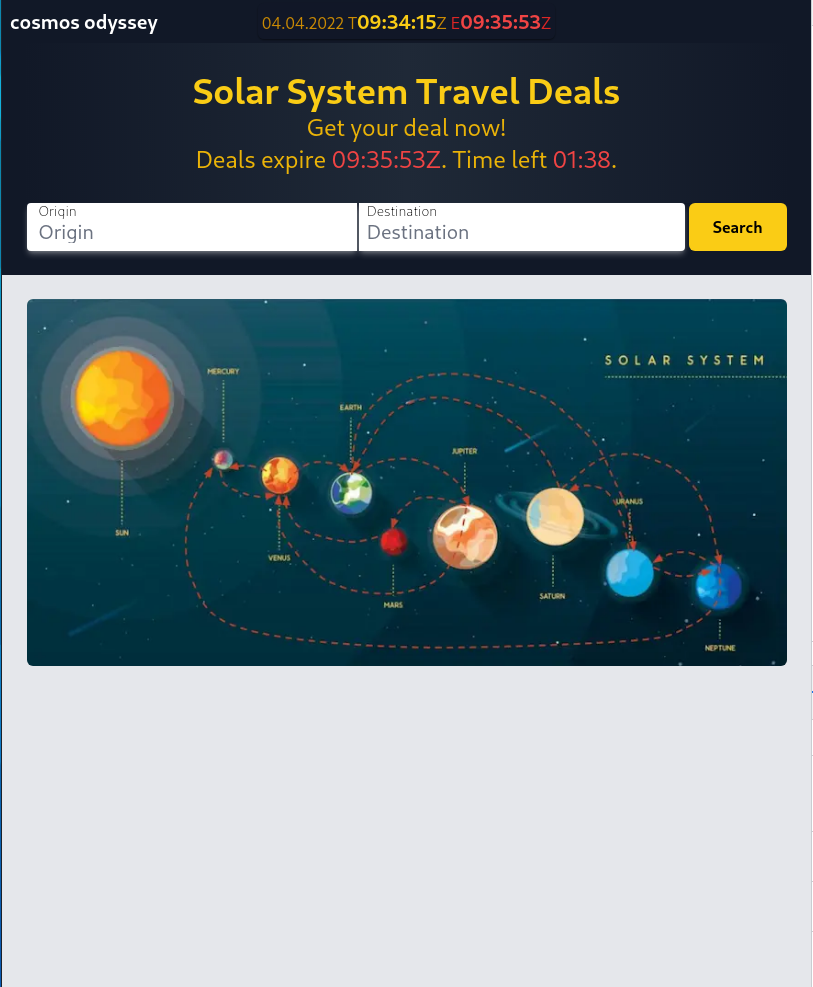 cosmos odyssey 04.04.2022 T09:34:15Z E09:35:53Z
Solar System Travel Deals
Get your deal now!
Deals expire 09:35:53Z. Time left 01:38.
Origin Destination
Origin Destination Search
SOLAR SYSTEM
MERCURY
EARTH
JUPITER
URANUS
SUN
VENUS
SATURN
MARS
NEPTUNE